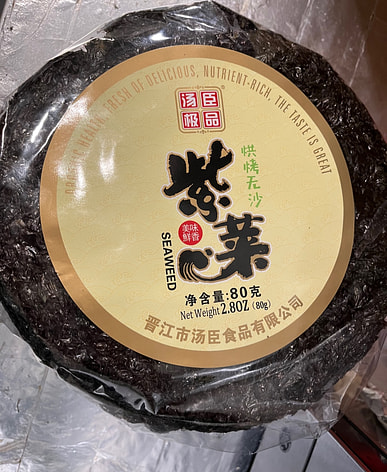 HEALTH, FRESH OF DELICIOUS, NUTRIENT-RICH, THE TASTE IS GREAT
汤臣
极品
®
烘烤无沙
紫菜
美味
鲜香
SEAWEED
净含量:80克
Net Weight 2.8OZ (80g)
晋江市汤臣食品有限公司